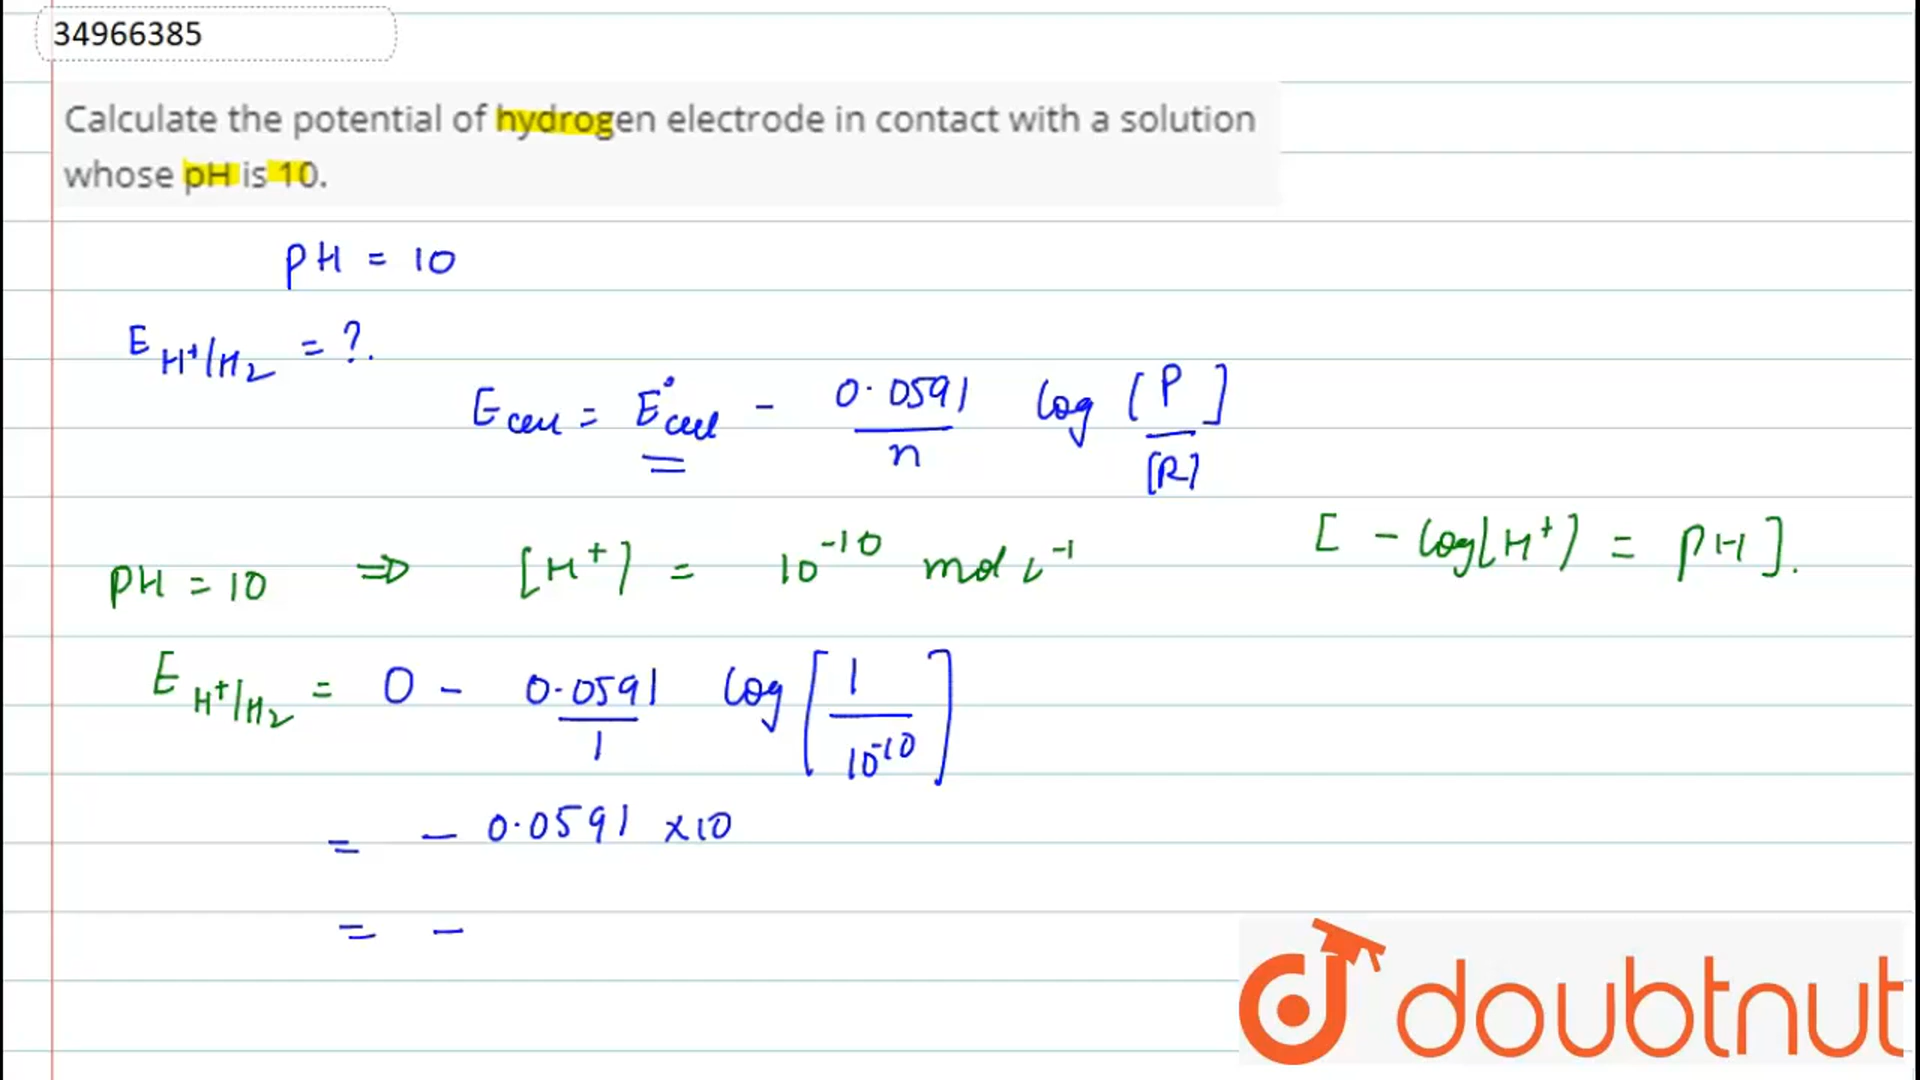 34966385
Calculate the potential of hydrogen electrode in contact with a solution
whose pH is 10.
PH = 10
E H⁺/H₂ = ?.
Ecell = E°cell - 0.0591/n log [P]/[R]
PH = 10 ⇒ [H⁺] = 10⁻¹⁰ mol L⁻¹ [ - log[H⁺] = PH ].
E H⁺/H₂ = 0 - 0.0591/1 log [1/10⁻¹⁰]
= - 0.0591 × 10
= -
doubtnut